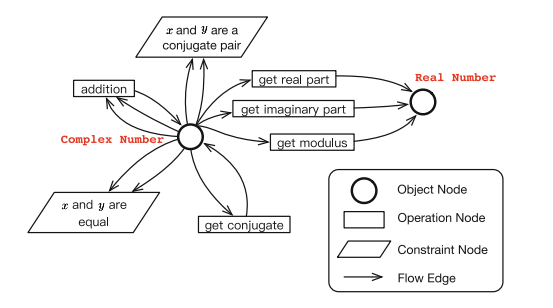 x and y are a
conjugate pair
addition
get real part
Real Number
get imaginary part
Complex Number
get modulus
x and y are
equal
get conjugate
Object Node
Operation Node
Constraint Node
Flow Edge